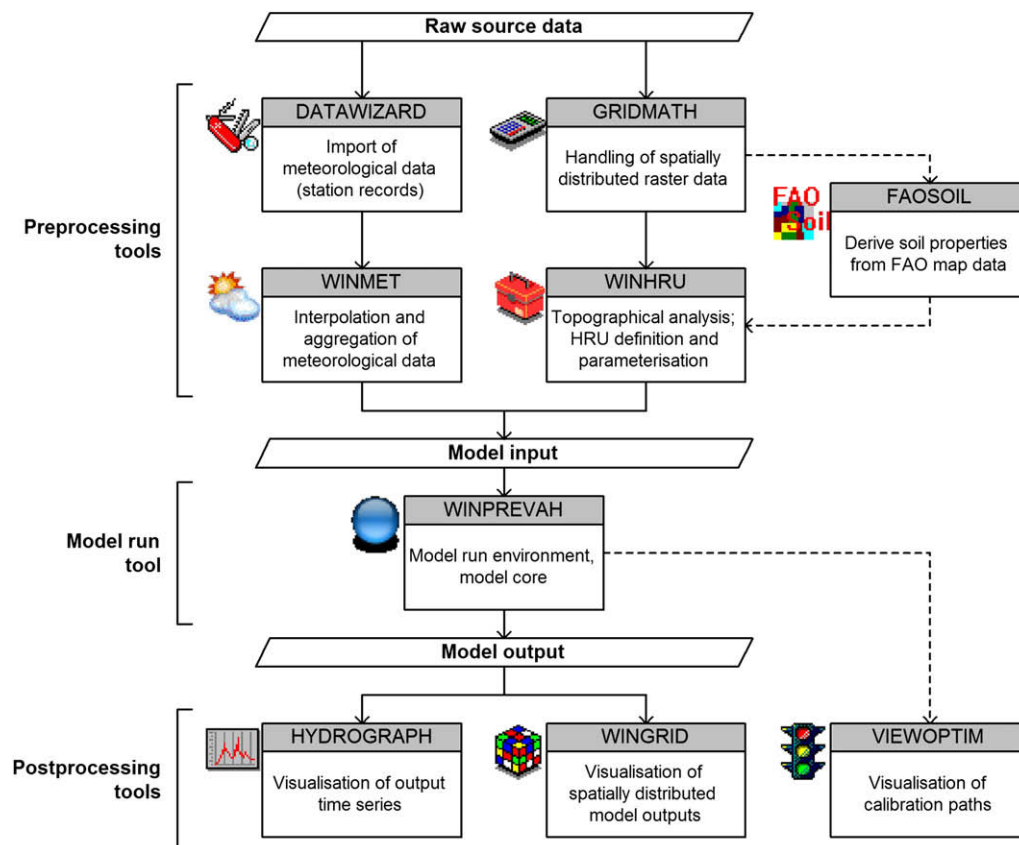 Raw source data
Preprocessing
tools
DATAWIZARD
Import of
meteorological data
(station records)
GRIDMATH
Handling of spatially
distributed raster data
FAO
Soil
FAOSOIL
Derive soil properties
from FAO map data
WINMET
Interpolation and
aggregation of
meteorological data
WINHRU
Topographical analysis;
HRU definition and
parameterisation
Model input
Model run
tool
WINPREVAH
Model run environment,
model core
Model output
Postprocessing
tools
HYDROGRAPH
Visualisation of output
time series
WINGRID
Visualisation of
spatially distributed
model outputs
VIEWOPTIM
Visualisation of
calibration paths